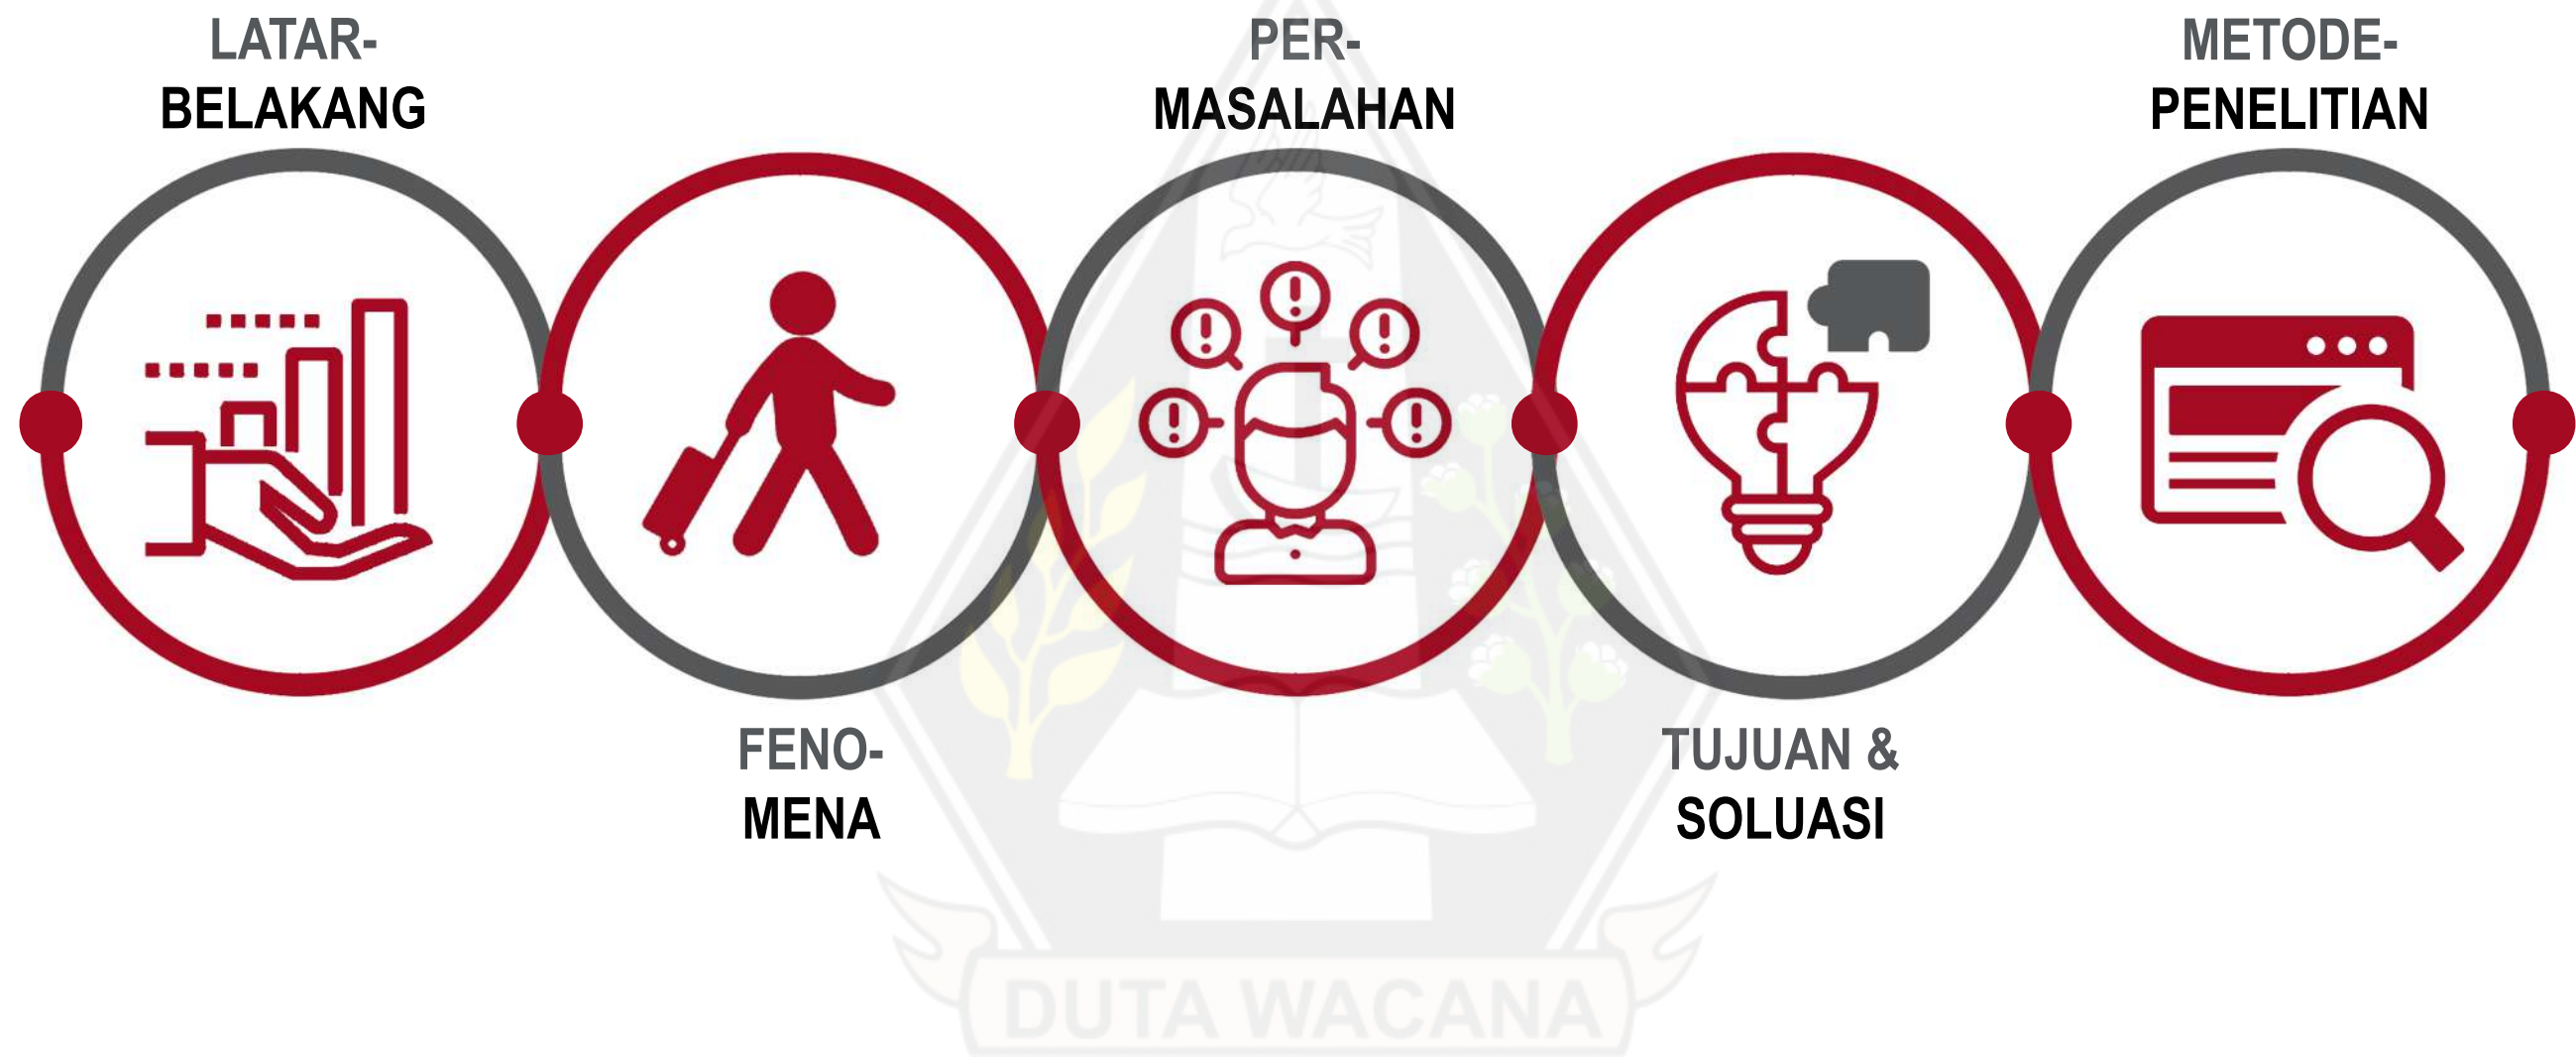 LATAR-
BELAKANG
FENO-
MENA
PER-
MASALAHAN
TUJUAN &
SOLUASI
METODE-
PENELITIAN
DUTA WACANA